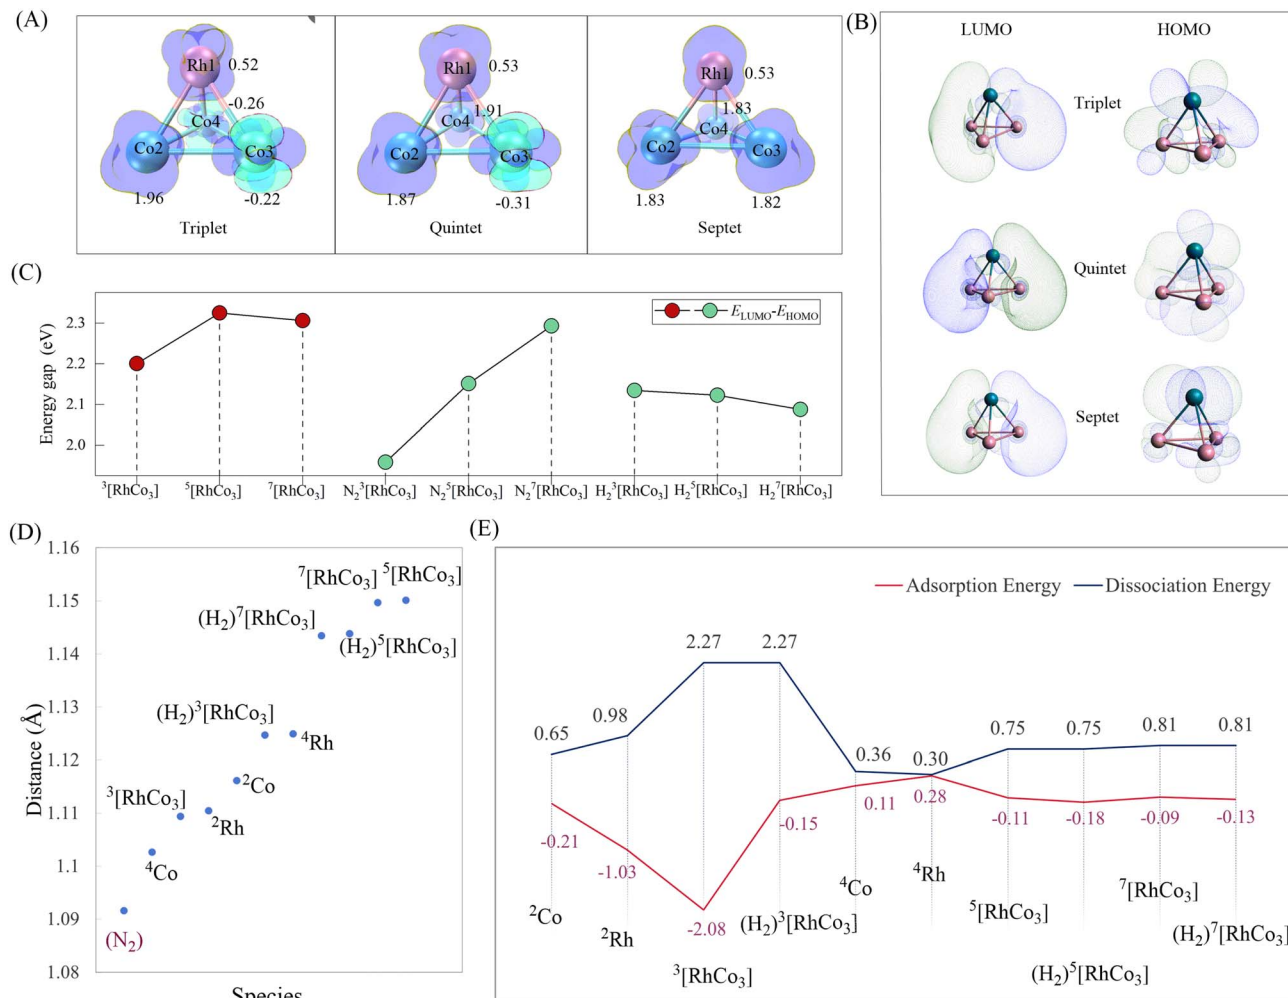 (A)
Rh1
0.52
-0.26
Co4
Co2
Co3
1.96
-0.22
Triplet
Rh1
0.53
1.91
Co4
Co2
Co3
1.87
-0.31
Quintet
Rh1
0.53
1.83
Co4
Co2
Co3
1.83
1.82
Septet
(B)
LUMO HOMO
Triplet
Quintet
Septet
(C)
Energy gap (eV)
2.3
2.2
2.1
2.0
E_LUMO-E_HOMO
³[RhCo₃] ⁵[RhCo₃] ⁷[RhCo₃] N₂³[RhCo₃] N₂⁵[RhCo₃] N₂⁷[RhCo₃] H₂³[RhCo₃] H₂⁵[RhCo₃] H₂⁷[RhCo₃]
(D)
Distance (Å)
1.16
1.15
1.14
1.13
1.12
1.11
1.1
1.09
1.08
⁷[RhCo₃] ⁵[RhCo₃]
(H₂)⁷[RhCo₃]
(H₂)⁵[RhCo₃]
(H₂)³[RhCo₃]
⁴Rh
²Co
³[RhCo₃]
²Rh
⁴Co
(N₂)
Species
(E)
Adsorption Energy Dissociation Energy
0.65 0.98 2.27 2.27 0.36 0.30 0.75 0.75 0.81 0.81
-0.21 -1.03 -2.08 -0.15 0.11 0.28 -0.11 -0.18 -0.09 -0.13
²Co
²Rh
³[RhCo₃]
(H₂)³[RhCo₃]
⁴Co
⁴Rh
⁵[RhCo₃]
(H₂)⁵[RhCo₃]
⁷[RhCo₃]
(H₂)⁷[RhCo₃]